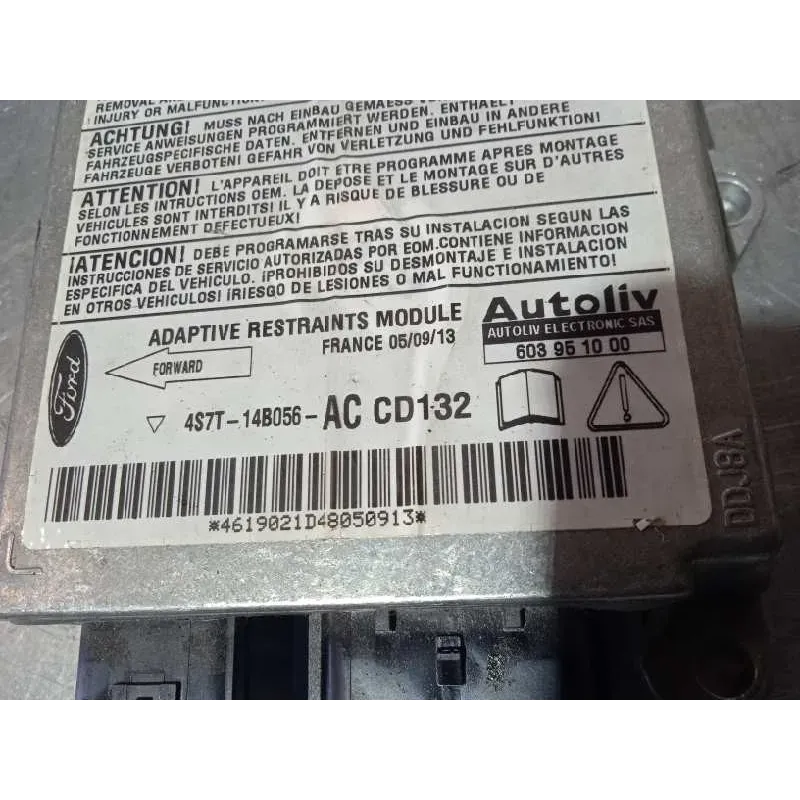 REMOVAL AN
INJURY OR MALFUNCTION
ACHTUNG! MUSS NACH EINBAU GEMAESS
SERVICE ANWEISUNGEN PROGRAMMIERT WERDEN. ENTHAELT
FAHRZEUGSPEZIFISCHE DATEN. ENTFERNEN UND EINBAU IN ANDERE
FAHRZEUGE VERBOTEN! GEFAHR VON VERLETZUNG UND FEHLFUNKTION!
ATTENTION! L'APPAREIL DOIT ETRE PROGRAMME APRES MONTAGE
SELON LES INTRUCTIONS OEM. LA DEPOSE ET LE MONTAGE SUR D'AUTRES
VEHICULES SONT INTERDITS! IL Y A RISQUE DE BLESSURE OU DE
FONCTIONNEMENT DEFECTUEUX!
¡ATENCION! DEBE PROGRAMARSE TRAS SU INSTALACION SEGUN LAS
INSTRUCCIONES DE SERVICIO AUTORIZADAS POR EOM.CONTIENE INFORMACION
ESPECIFICA DEL VEHICULO. ¡PROHIBIDOS SU DESMONTAJE E INSTALACION
EN OTROS VEHICULOS! ¡RIESGO DE LESIONES O MAL FUNCIONAMIENTO!
ADAPTIVE RESTRAINTS MODULE
FRANCE 05/09/13
Autoliv
AUTOLIV ELECTRONIC SAS
603 95 10 00
Ford
FORWARD
4S7T-14B056-AC CD132
*4619021D48050913*
DDJ9A